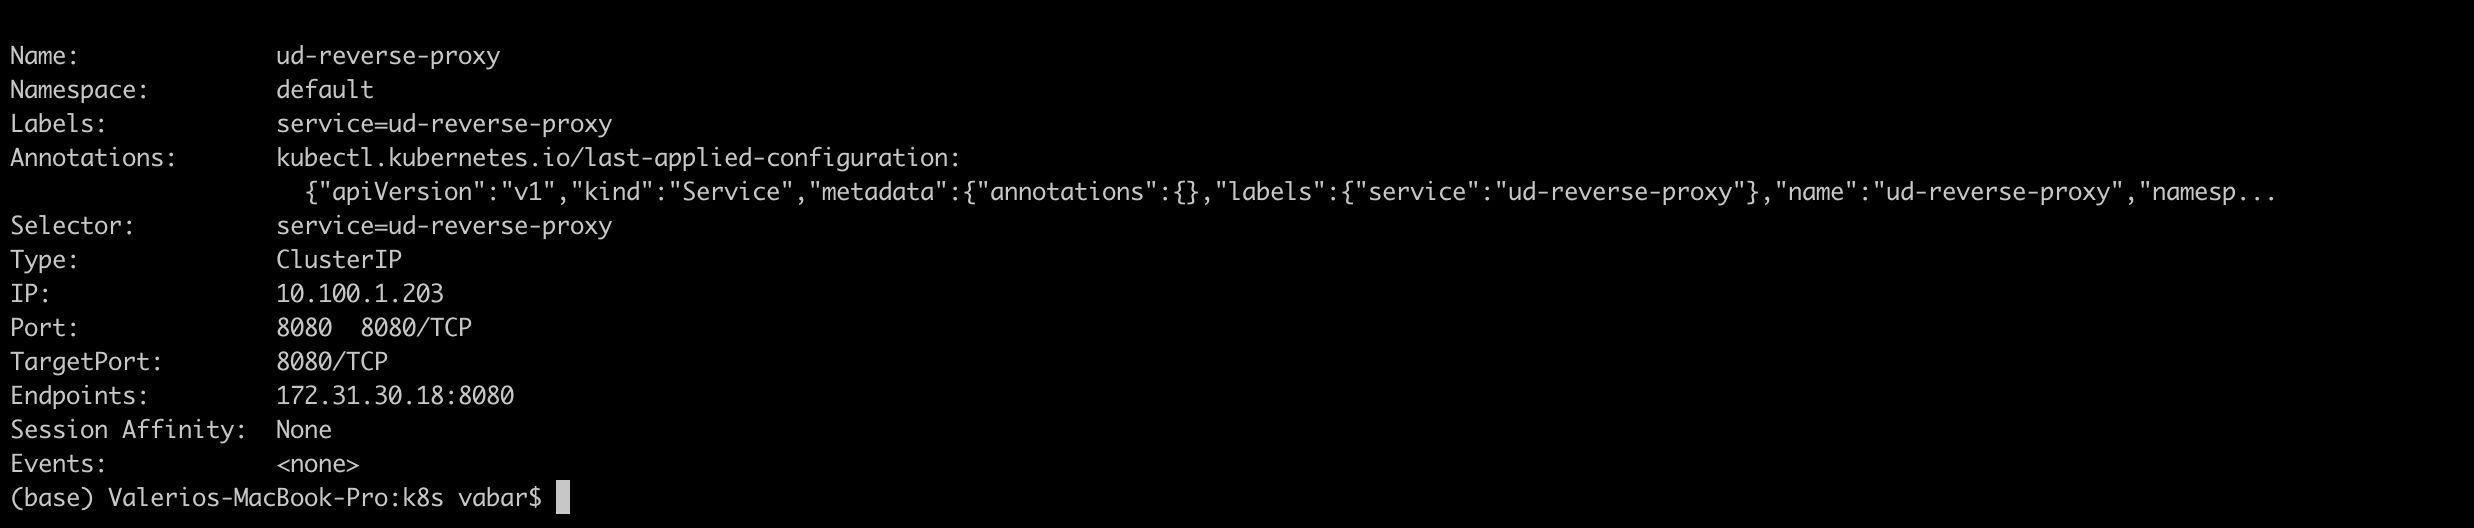 Name:              ud-reverse-proxy
Namespace:         default
Labels:            service=ud-reverse-proxy
Annotations:       kubectl.kubernetes.io/last-applied-configuration:
                     {"apiVersion":"v1","kind":"Service","metadata":{"annotations":{},"labels":{"service":"ud-reverse-proxy"},"name":"ud-reverse-proxy","namesp...
Selector:          service=ud-reverse-proxy
Type:              ClusterIP
IP:                10.100.1.203
Port:              8080  8080/TCP
TargetPort:        8080/TCP
Endpoints:         172.31.30.18:8080
Session Affinity:  None
Events:            <none>
(base) Valerios-MacBook-Pro:k8s vabar$